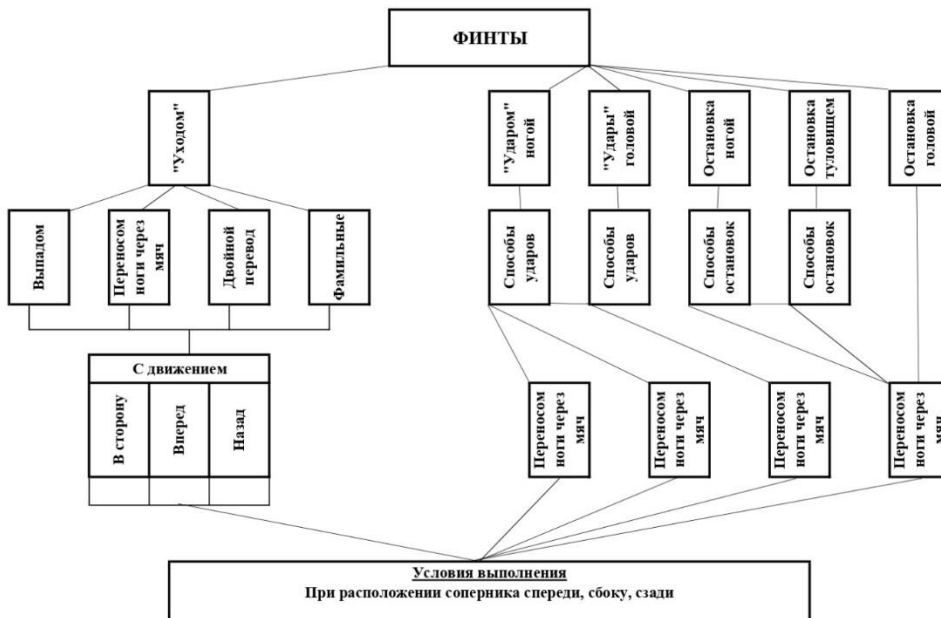 ФИНТЫ
"Уходом"
"Ударом"
ногой
"Удары"
головой
Остановка
ногой
Остановка
туловищем
Остановка
головой
Выпадом
Переносом
ноги через
мяч
Двойной
перевод
Фамильные
Способы
ударов
Способы
ударов
Способы
остановок
Способы
остановок
С движением
В сторону
Вперед
Назад
Переносом
ноги через
мяч
Переносом
ноги через
мяч
Переносом
ноги через
мяч
Переносом
ноги через
мяч
Условия выполнения
При расположении соперника спереди, сбоку, сзади